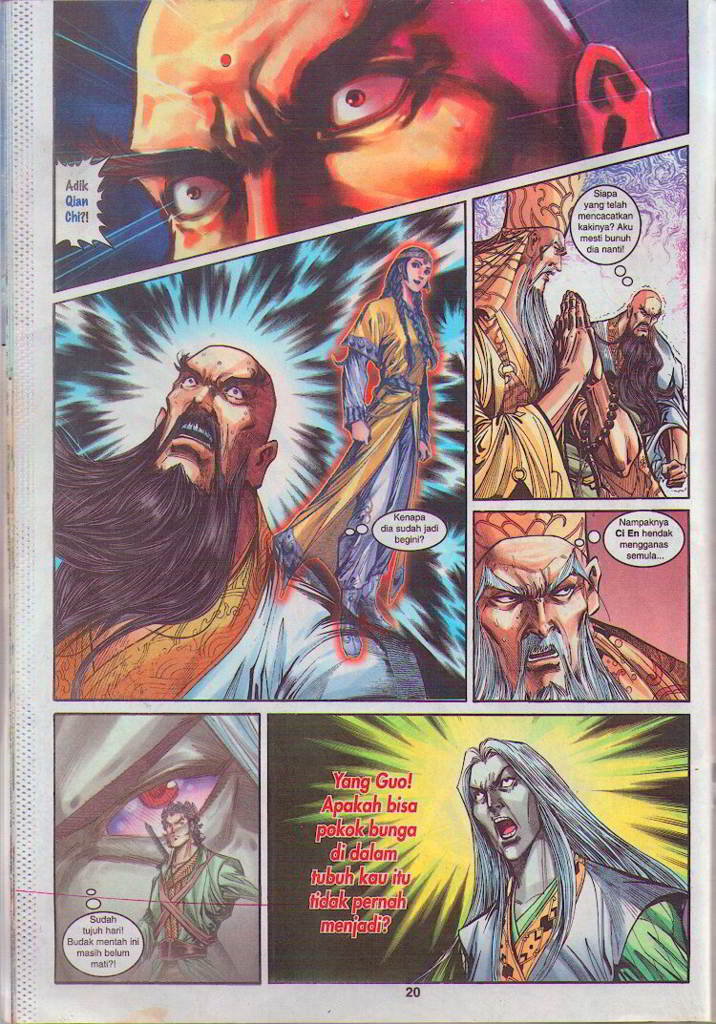 Adik
Qian
Chi?!
Siapa
yang telah
mencacatkan
kakinya? Aku
mesti bunuh
dia nanti!
Kenapa
dia sudah jadi
begini?
Nampaknya
Ci En hendak
mengganas
semula...
Sudah
tujuh hari!
Budak mentah ini
masih belum
mati?!
Yang Guo!
Apakah bisa
pokok bunga
di dalam
tubuh kau itu
tidak pernah
menjadi?
20